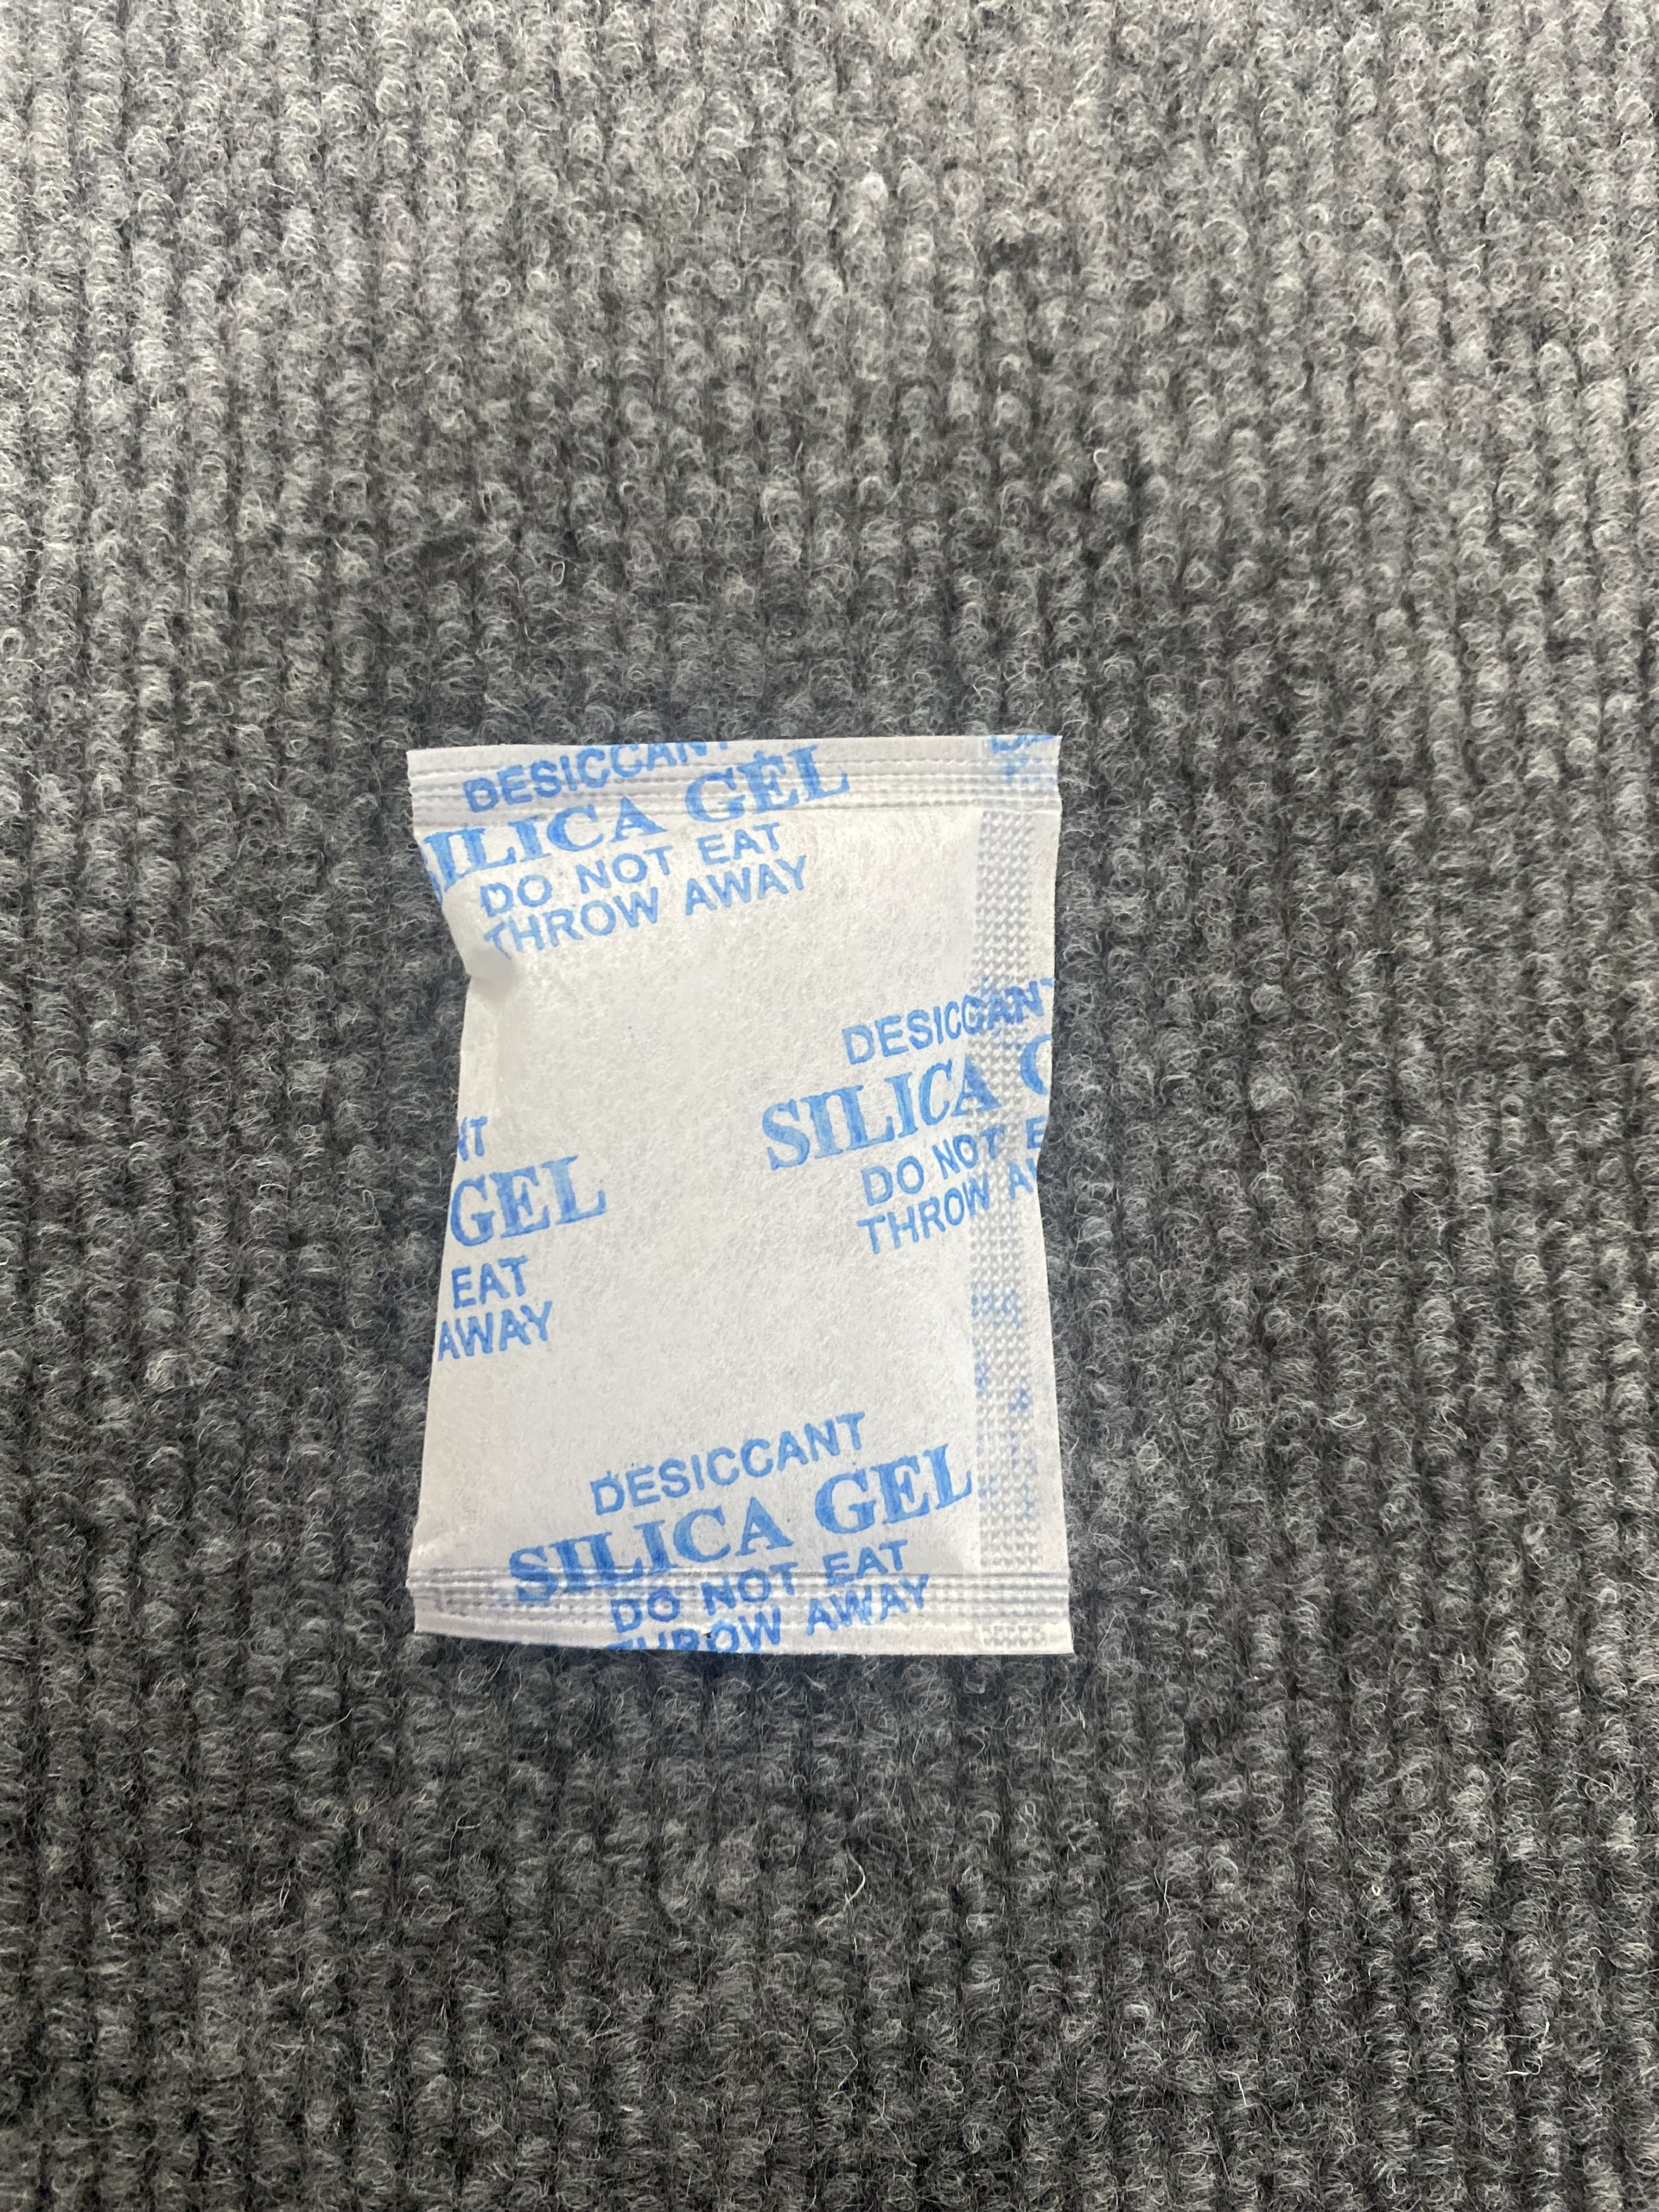 DESICCANT
SILICA GEL
DO NOT EAT
THROW AWAY
DESICCANT
SILICA G
DO NOT E
THROW A
NT
GEL
EAT
AWAY
DESICCANT
SILICA GEL
DO NOT EAT
THROW AWAY